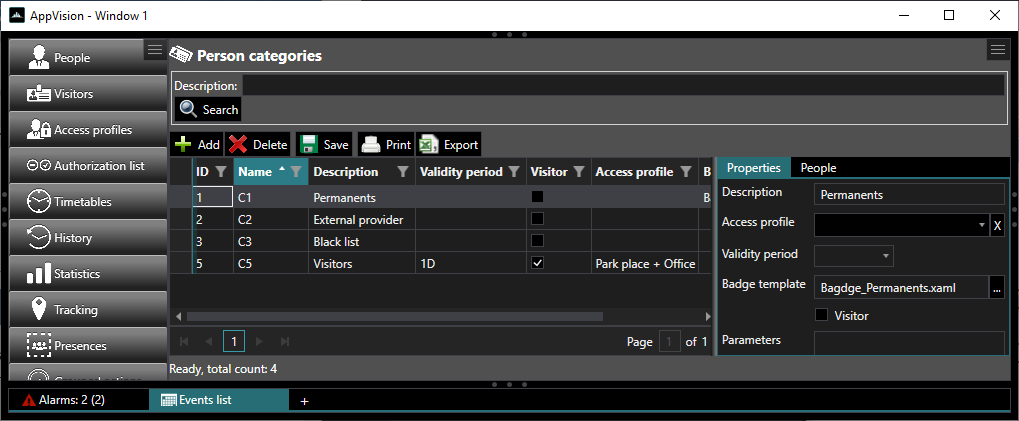 AppVision - Window 1
People
Visitors
Access profiles
Authorization list
Timetables
History
Statistics
Tracking
Presences
Person categories
Description:
Search
Add Delete Save Print Export
ID Name Description Validity period Visitor Access profile B
1 C1 Permanents B
2 C2 External provider
3 C3 Black list
5 C5 Visitors 1D Park place + Office
1 Page 1 of 1
Ready, total count: 4
Properties People
Description Permanents
Access profile X
Validity period
Badge template Bagdge_Permanents.xaml ...
Visitor
Parameters
Alarms: 2 (2) Events list +